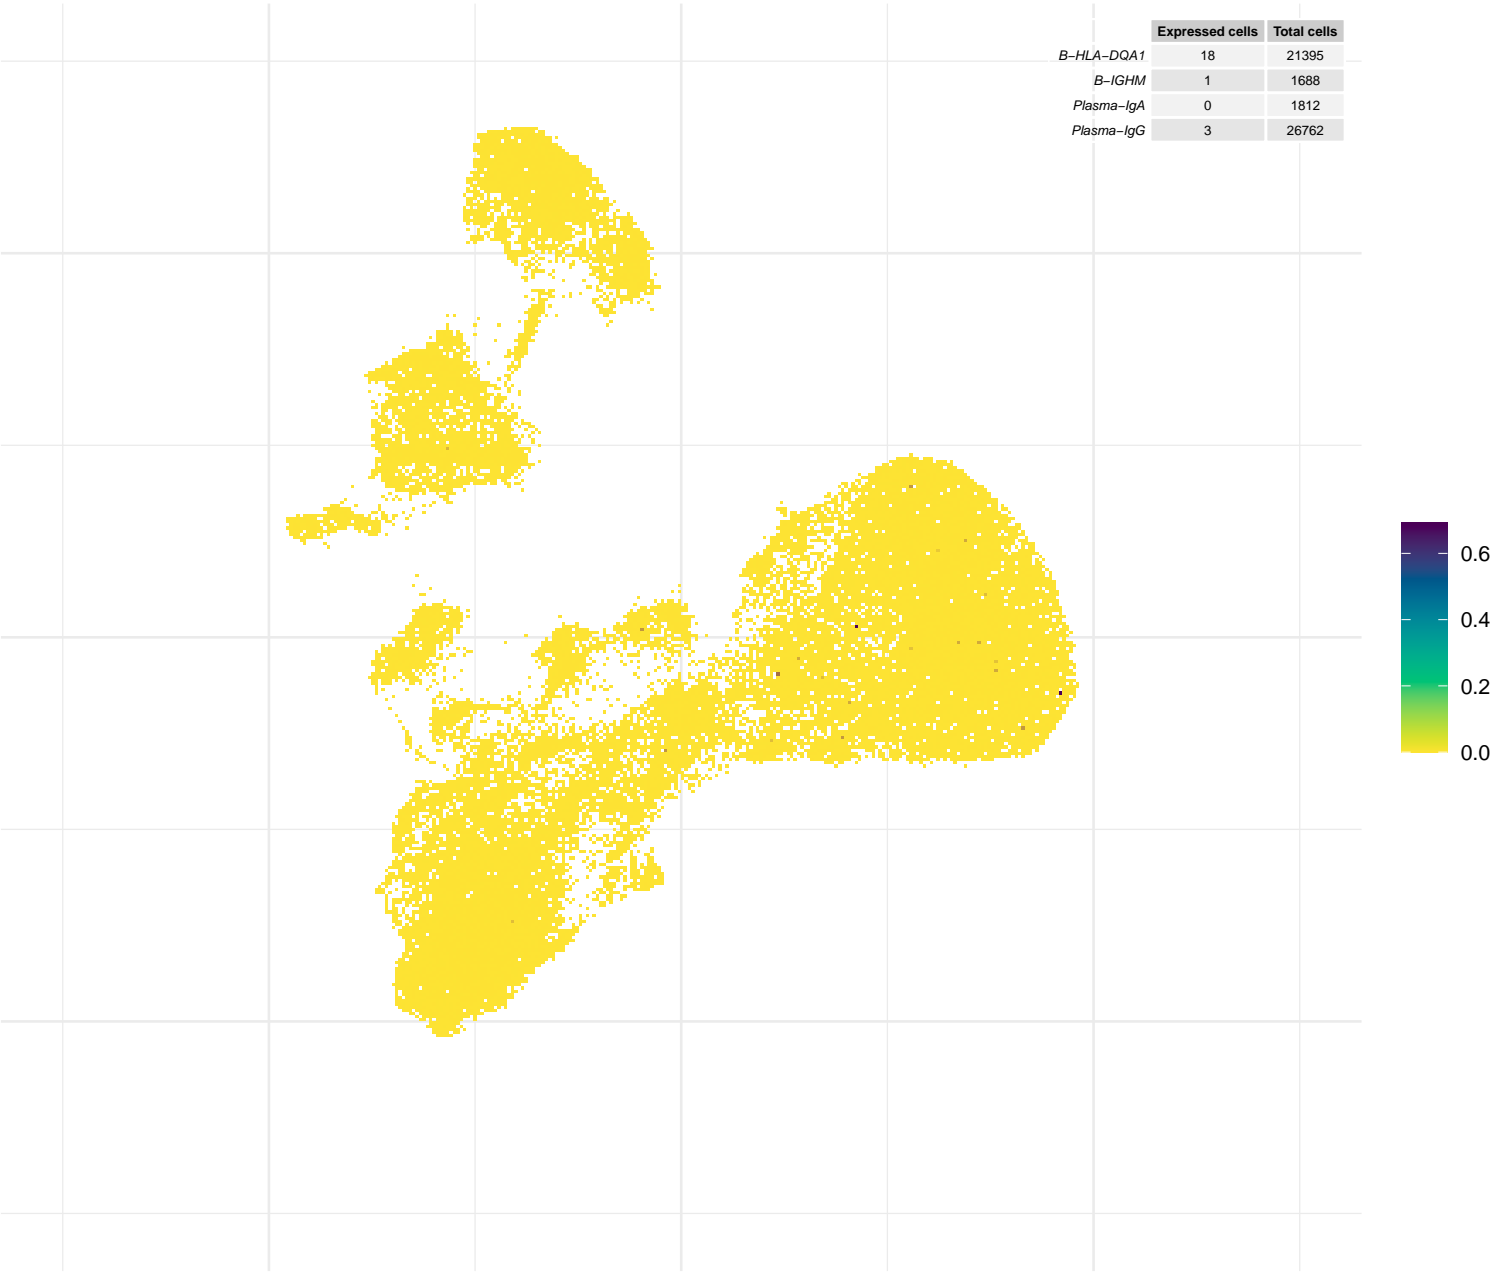 Expressed cells Total cells
B−HLA−DQA1 18 21395
B−IGHM 1 1688
Plasma−IgA 0 1812
Plasma−IgG 3 26762
0.6
0.4
0.2
0.0